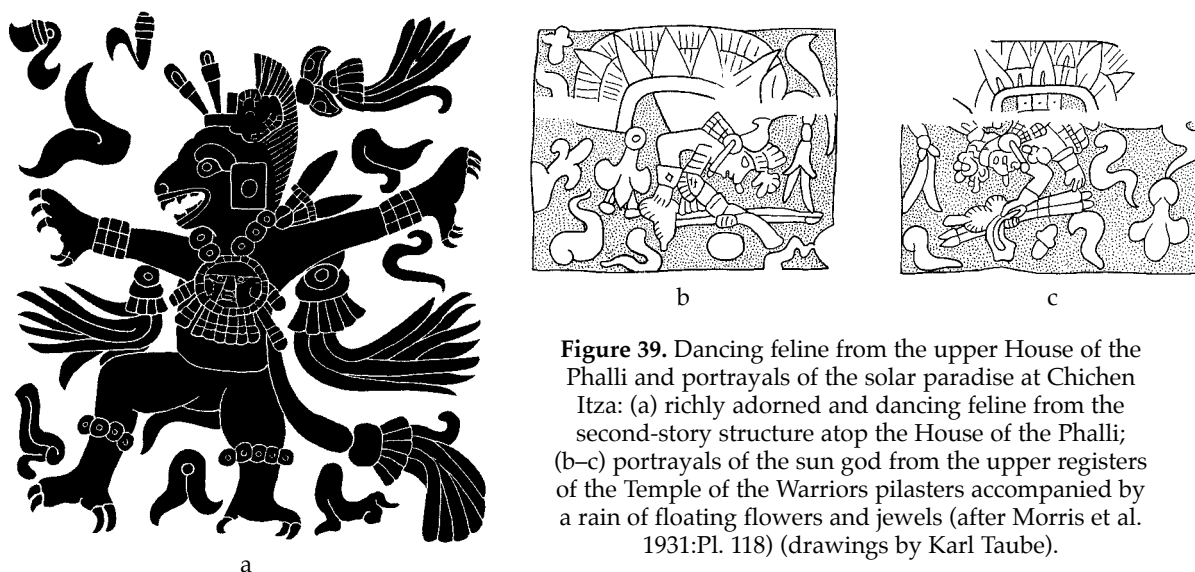 a
b
c
Figure 39. Dancing feline from the upper House of the
Phalli and portrayals of the solar paradise at Chichen
Itza: (a) richly adorned and dancing feline from the
second-story structure atop the House of the Phalli;
(b–c) portrayals of the sun god from the upper registers
of the Temple of the Warriors pilasters accompanied by
a rain of floating flowers and jewels (after Morris et al.
1931:Pl. 118) (drawings by Karl Taube).